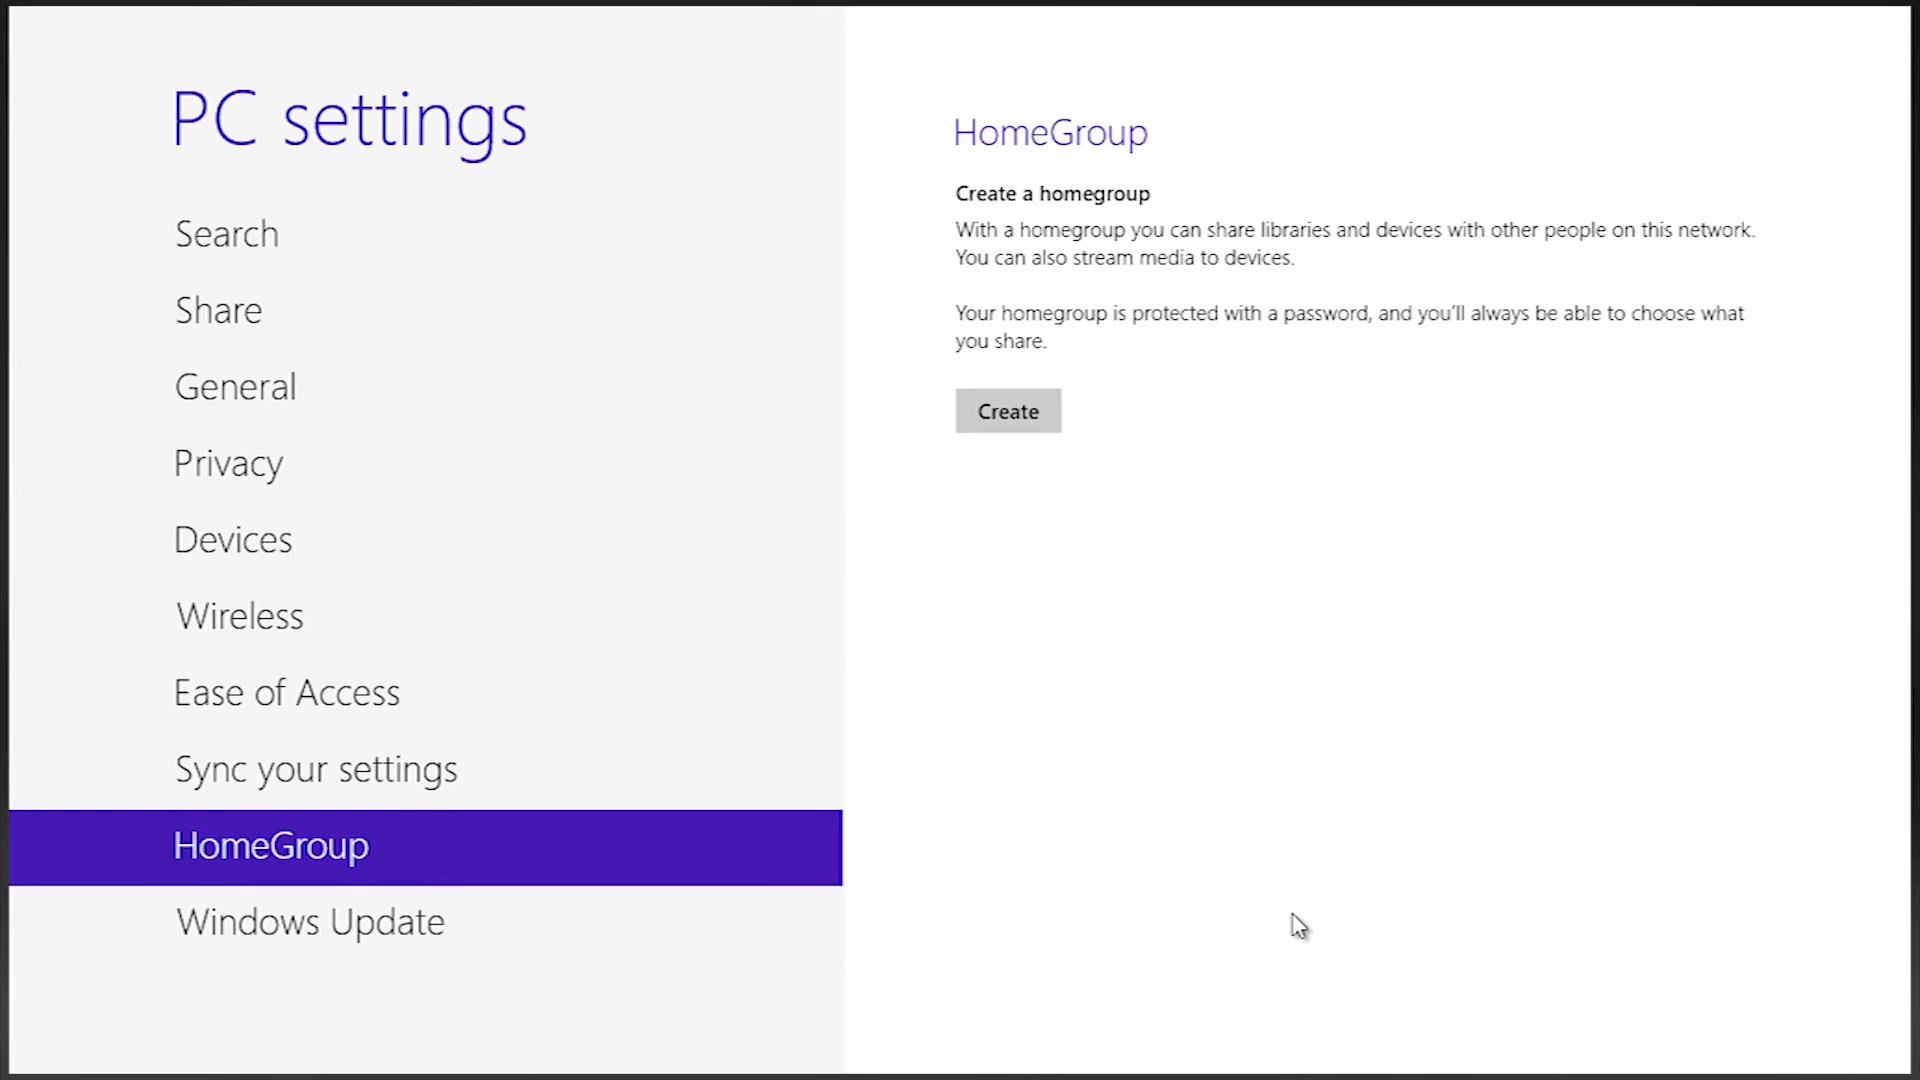 PC settings
Search
Share
General
Privacy
Devices
Wireless
Ease of Access
Sync your settings
HomeGroup
Windows Update
HomeGroup
Create a homegroup
With a homegroup you can share libraries and devices with other people on this network.
You can also stream media to devices.
Your homegroup is protected with a password, and you'll always be able to choose what
you share.
Create